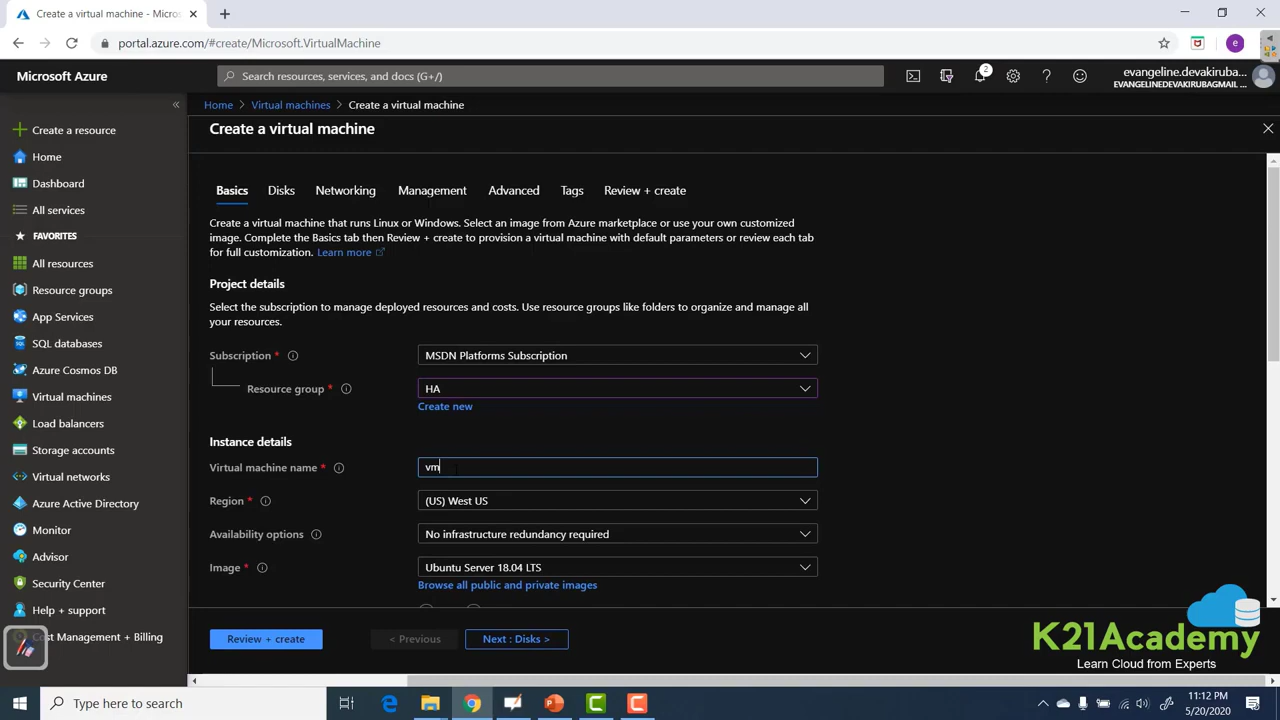 Create a virtual machine - Micros
portal.azure.com/#create/Microsoft.VirtualMachine
e
Microsoft Azure
Search resources, services, and docs (G+/)
2
evangeline.devakiruba...
EVANGELINEDEVAKIRUBAGMAIL ...
«
Home > Virtual machines > Create a virtual machine
Create a virtual machine
Create a resource
Home
Dashboard
All services
FAVORITES
All resources
Resource groups
App Services
SQL databases
Azure Cosmos DB
Virtual machines
Load balancers
Storage accounts
Virtual networks
Azure Active Directory
Monitor
Advisor
Security Center
Help + support
Cost Management + Billing
Basics Disks Networking Management Advanced Tags Review + create
Create a virtual machine that runs Linux or Windows. Select an image from Azure marketplace or use your own customized
image. Complete the Basics tab then Review + create to provision a virtual machine with default parameters or review each tab
for full customization. Learn more
Project details
Select the subscription to manage deployed resources and costs. Use resource groups like folders to organize and manage all
your resources.
Subscription * MSDN Platforms Subscription
Resource group * HA
Create new
Instance details
Virtual machine name * vm
Region * (US) West US
Availability options No infrastructure redundancy required
Image * Ubuntu Server 18.04 LTS
Browse all public and private images
Review + create < Previous Next : Disks >
K21Academy
Learn Cloud from Experts
Type here to search
11:12 PM
5/20/2020